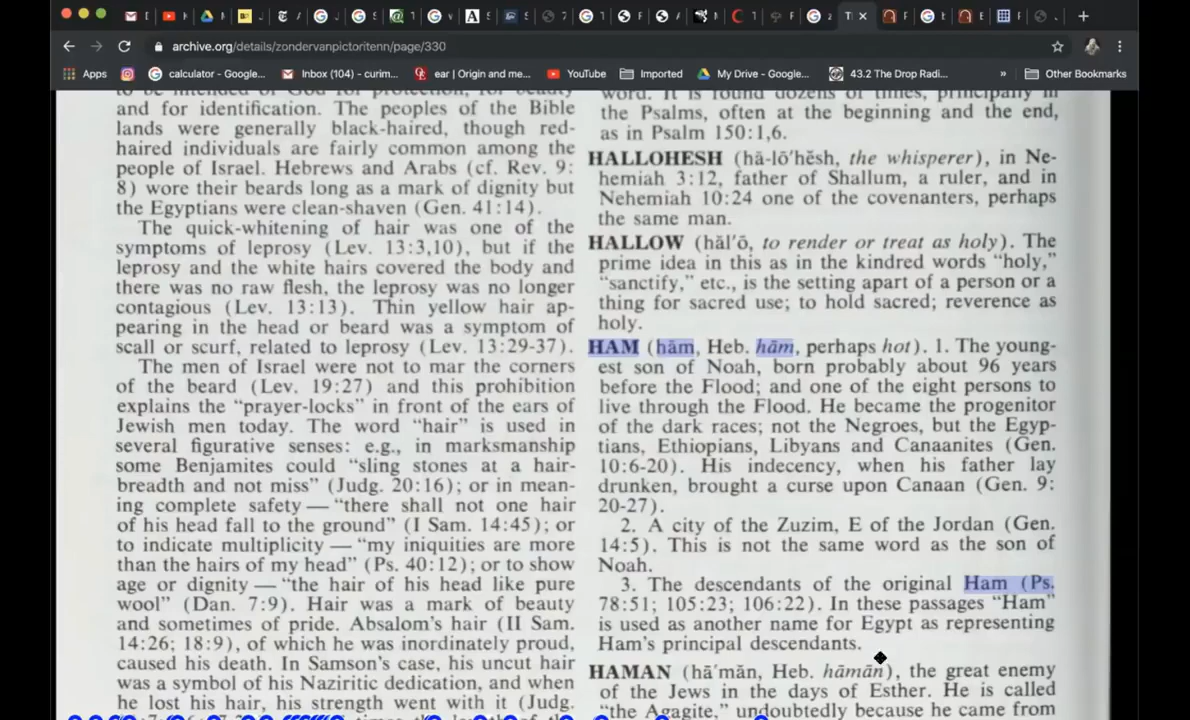 archive.org/details/zondervanpictoritenn/page/330
Apps
calculator - Google...
Inbox (104) - curim...
ear | Origin and me...
YouTube
Imported
My Drive - Google...
43.2 The Drop Radi...
»
Other Bookmarks
to be intended of God for protection, for beauty
and for identification. The peoples of the Bible
lands were generally black-haired, though red-
haired individuals are fairly common among the
people of Israel. Hebrews and Arabs (cf. Rev. 9:
8) wore their beards long as a mark of dignity but
the Egyptians were clean-shaven (Gen. 41:14).
The quick-whitening of hair was one of the
symptoms of leprosy (Lev. 13:3,10), but if the
leprosy and the white hairs covered the body and
there was no raw flesh, the leprosy was no longer
contagious (Lev. 13:13). Thin yellow hair ap-
pearing in the head or beard was a symptom of
scall or scurf, related to leprosy (Lev. 13:29-37).
The men of Israel were not to mar the corners
of the beard (Lev. 19:27) and this prohibition
explains the “prayer-locks” in front of the ears of
Jewish men today. The word “hair” is used in
several figurative senses: e.g., in marksmanship
some Benjamites could “sling stones at a hair-
breadth and not miss” (Judg. 20:16); or in mean-
ing complete safety — “there shall not one hair
of his head fall to the ground” (I Sam. 14:45); or
to indicate multiplicity — “my iniquities are more
than the hairs of my head” (Ps. 40:12); or to show
age or dignity — “the hair of his head like pure
wool” (Dan. 7:9). Hair was a mark of beauty
and sometimes of pride. Absalom's hair (II Sam.
14:26; 18:9), of which he was inordinately proud,
caused his death. In Samson's case, his uncut hair
was a symbol of his Naziritic dedication, and when
he lost his hair, his strength went with it (Judg.
word. It is found dozens of times, principally in
the Psalms, often at the beginning and the end,
as in Psalm 150:1,6.
HALLOHESH (hă-lō'hĕsh, the whisperer), in Ne-
hemiah 3:12, father of Shallum, a ruler, and in
Nehemiah 10:24 one of the covenanters, perhaps
the same man.
HALLOW (hăl'ō, to render or treat as holy). The
prime idea in this as in the kindred words “holy,”
“sanctify,” etc., is the setting apart of a person or a
thing for sacred use; to hold sacred; reverence as
holy.
HAM (hăm, Heb. hām, perhaps hot). 1. The young-
est son of Noah, born probably about 96 years
before the Flood; and one of the eight persons to
live through the Flood. He became the progenitor
of the dark races; not the Negroes, but the Egyp-
tians, Ethiopians, Libyans and Canaanites (Gen.
10:6-20). His indecency, when his father lay
drunken, brought a curse upon Canaan (Gen. 9:
20-27).
2. A city of the Zuzim, E of the Jordan (Gen.
14:5). This is not the same word as the son of
Noah.
3. The descendants of the original Ham (Ps.
78:51; 105:23; 106:22). In these passages “Ham”
is used as another name for Egypt as representing
Ham's principal descendants.
HAMAN (hā'măn, Heb. hāmān), the great enemy
of the Jews in the days of Esther. He is called
“the Agagite,” undoubtedly because he came from